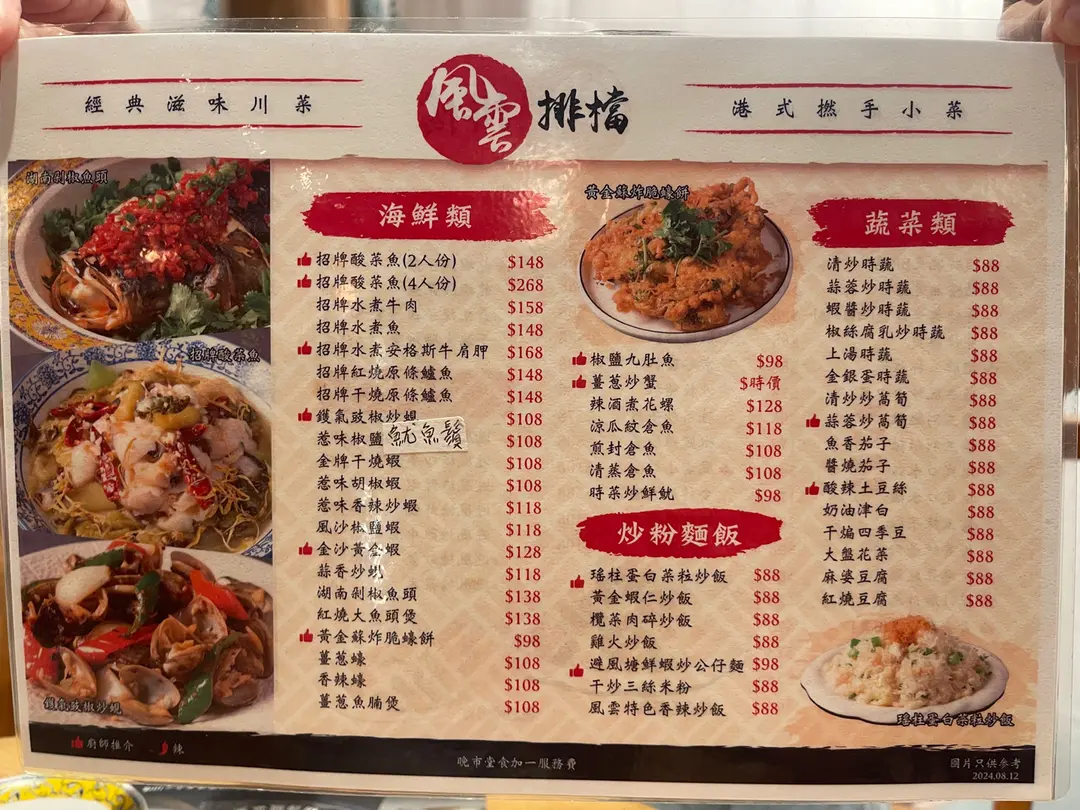 經典滋味川菜
風雲排檔
港式撚手小菜
湖南剁椒魚頭
招牌酸菜魚
鑊氣豉椒炒蜆
海鮮類
招牌酸菜魚(2人份) $148
招牌酸菜魚(4人份) $268
招牌水煮牛肉 $158
招牌水煮魚 $148
招牌水煮安格斯牛肩胛 $168
招牌紅燒原條鱸魚 $148
招牌干燒原條鱸魚 $148
鑊氣豉椒炒蜆 $108
惹味椒鹽魷魚鬚 $108
金牌干燒蝦 $108
惹味胡椒蝦 $108
惹味香辣炒蝦 $118
風沙椒鹽蝦 $118
金沙黃金蝦 $128
蒜香炒蜆 $118
湖南剁椒魚頭 $138
紅燒大魚頭煲 $138
黃金蘇炸脆蠔餅 $98
薑蔥蠔 $108
香辣蠔 $108
薑蔥魚腩煲 $108
黃金蘇炸脆蠔餅
椒鹽九肚魚 $98
薑蔥炒蟹 $時價
辣酒煮花螺 $128
涼瓜紋倉魚 $118
煎封倉魚 $108
清蒸倉魚 $108
時菜炒鮮魷 $98
炒粉麵飯
瑤柱蛋白菜粒炒飯 $88
黃金蝦仁炒飯 $88
欖菜肉碎炒飯 $88
雞火炒飯 $88
避風塘鮮蝦炒公仔麵 $98
干炒三絲米粉 $88
風雲特色香辣炒飯 $88
蔬菜類
清炒時蔬 $88
蒜蓉炒時蔬 $88
蝦醬炒時蔬 $88
椒絲腐乳炒時蔬 $88
上湯時蔬 $88
金銀蛋時蔬 $88
清炒炒萵筍 $88
蒜蓉炒萵筍 $88
魚香茄子 $88
醬燒茄子 $88
酸辣土豆絲 $88
奶油津白 $88
干煸四季豆 $88
大盤花菜 $88
麻婆豆腐 $88
紅燒豆腐 $88
瑤柱蛋白菜粒炒飯
廚師推介 辣
晚市堂食加一服務費
圖片只供參考
2024.08.12